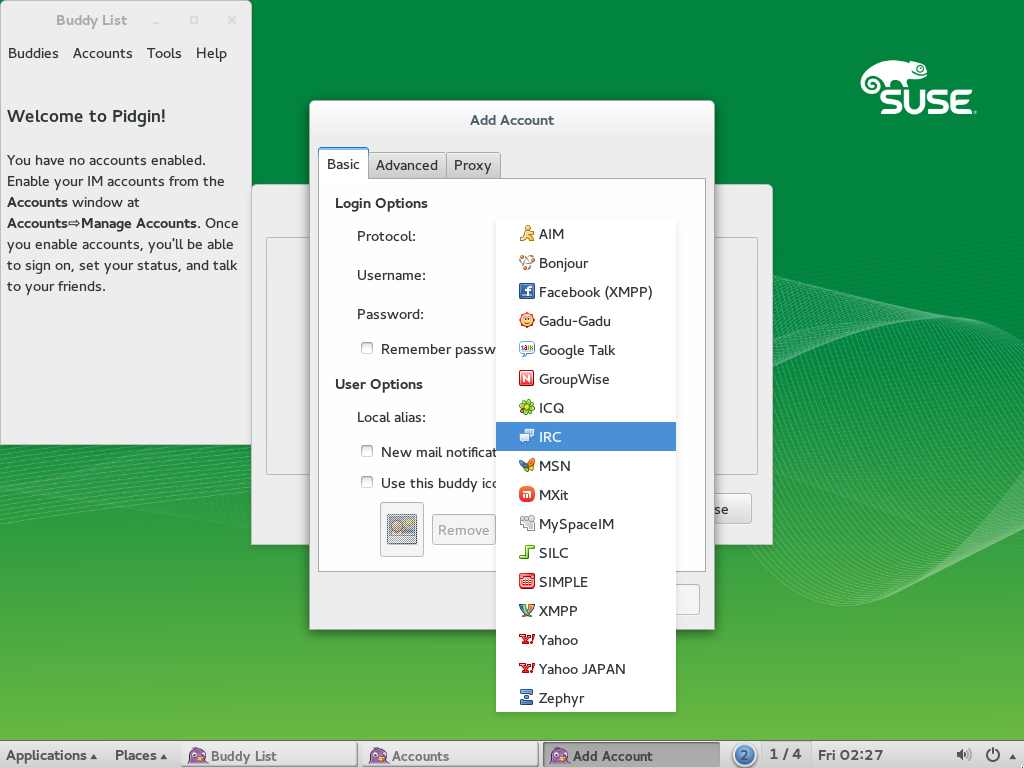 Buddy List
Buddies Accounts Tools Help
Welcome to Pidgin!
You have no accounts enabled.
Enable your IM accounts from the
Accounts window at
Accounts⇨Manage Accounts. Once
you enable accounts, you'll be able
to sign on, set your status, and talk
to your friends.
SUSE
Add Account
Basic Advanced Proxy
Login Options
Protocol:
Username:
Password:
Remember passw
User Options
Local alias:
New mail notificat
Use this buddy ico
Remove
AIM
Bonjour
Facebook (XMPP)
Gadu-Gadu
Google Talk
GroupWise
ICQ
IRC
MSN
MXit
MySpaceIM
SILC
SIMPLE
XMPP
Yahoo
Yahoo JAPAN
Zephyr
se
Applications Places Buddy List Accounts Add Account 2 1 / 4 Fri 02:27